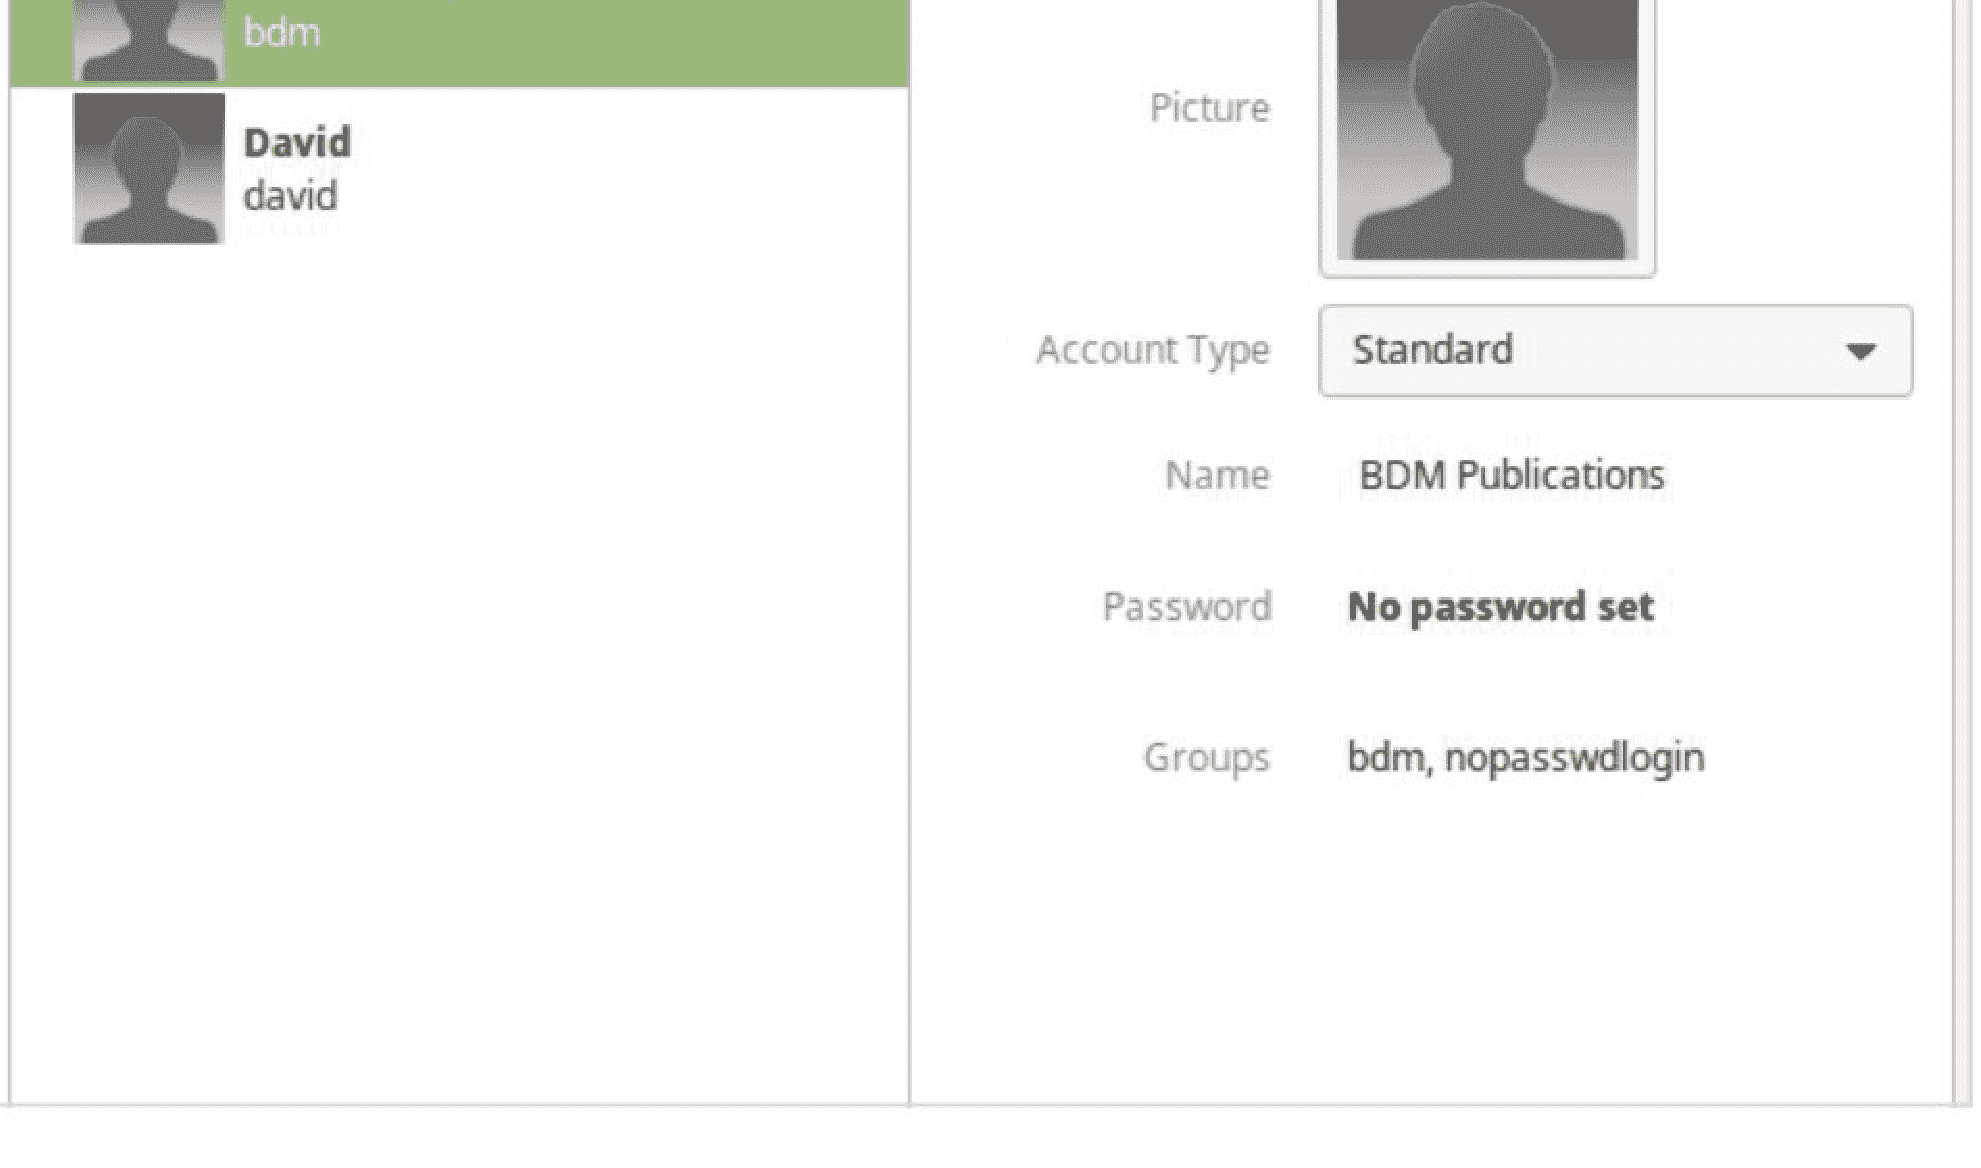 bdm
David
david
Picture
Account Type
Standard
Name
BDM Publications
Password
No password set
Groups
bdm, nopasswdlogin